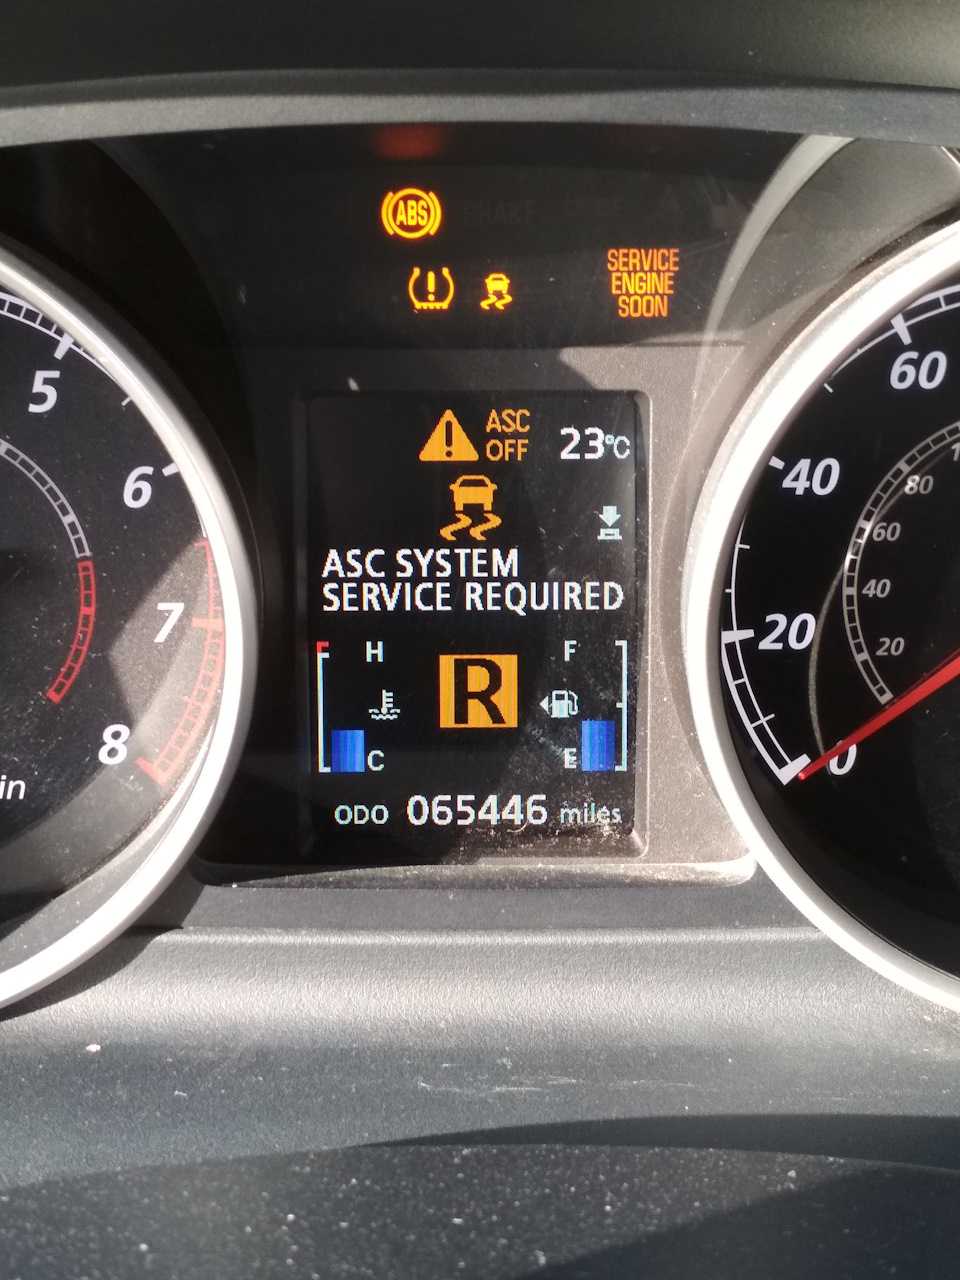 ABS
SERVICE
ENGINE
SOON
ASC
OFF
23°C
ASC SYSTEM
SERVICE REQUIRED
H
F
R
C
E
ODO 065446 miles
5
6
7
8
60
40
20
0
80
60
40
20